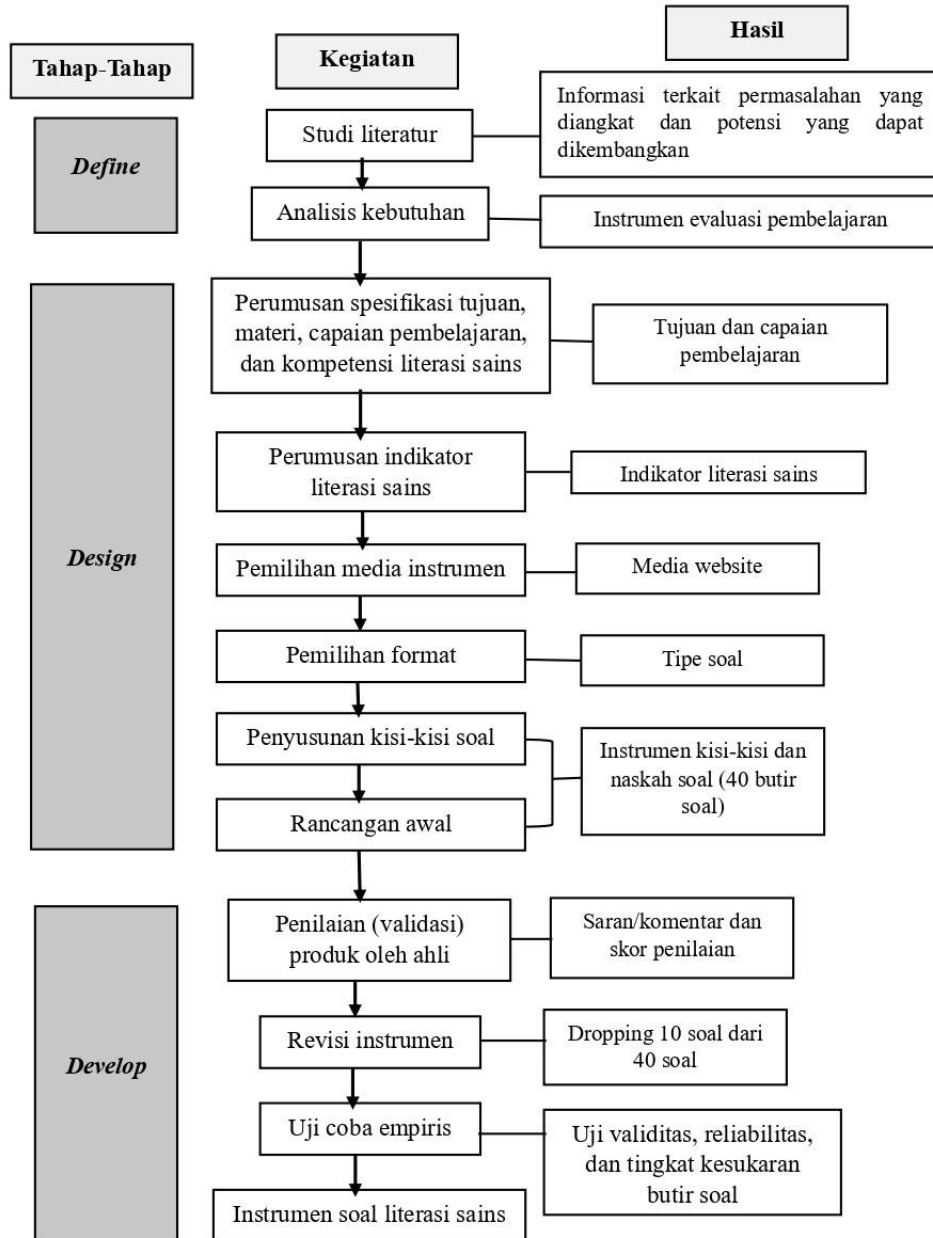 Tahap-Tahap
Kegiatan
Hasil
Define
Studi literatur
Informasi terkait permasalahan yang
diangkat dan potensi yang dapat
dikembangkan
Analisis kebutuhan
Instrumen evaluasi pembelajaran
Design
Perumusan spesifikasi tujuan,
materi, capaian pembelajaran,
dan kompetensi literasi sains
Tujuan dan capaian
pembelajaran
Perumusan indikator
literasi sains
Indikator literasi sains
Pemilihan media instrumen
Media website
Pemilihan format
Tipe soal
Penyusunan kisi-kisi soal
Rancangan awal
Instrumen kisi-kisi dan
naskah soal (40 butir
soal)
Develop
Penilaian (validasi)
produk oleh ahli
Saran/komentar dan
skor penilaian
Revisi instrumen
Dropping 10 soal dari
40 soal
Uji coba empiris
Uji validitas, reliabilitas,
dan tingkat kesukaran
butir soal
Instrumen soal literasi sains